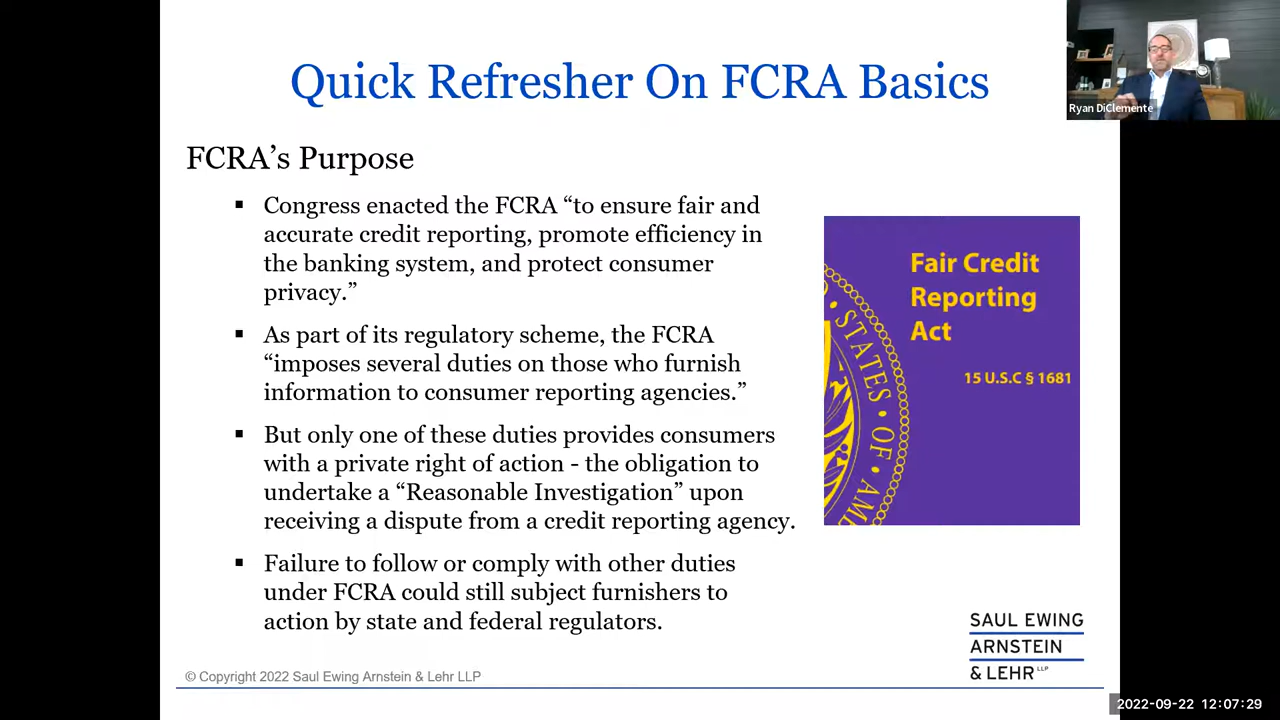 Quick Refresher On FCRA Basics
Ryan DiClemente
FCRA’s Purpose
▪ Congress enacted the FCRA “to ensure fair and
accurate credit reporting, promote efficiency in
the banking system, and protect consumer
privacy.”
▪ As part of its regulatory scheme, the FCRA
“imposes several duties on those who furnish
information to consumer reporting agencies.”
▪ But only one of these duties provides consumers
with a private right of action - the obligation to
undertake a “Reasonable Investigation” upon
receiving a dispute from a credit reporting agency.
▪ Failure to follow or comply with other duties
under FCRA could still subject furnishers to
action by state and federal regulators.
Fair Credit
Reporting
Act
15 U.S.C § 1681
STATES • OF • AME
SAUL EWING
ARNSTEIN
& LEHR LLP
© Copyright 2022 Saul Ewing Arnstein & Lehr LLP
2022-09-22 12:07:29